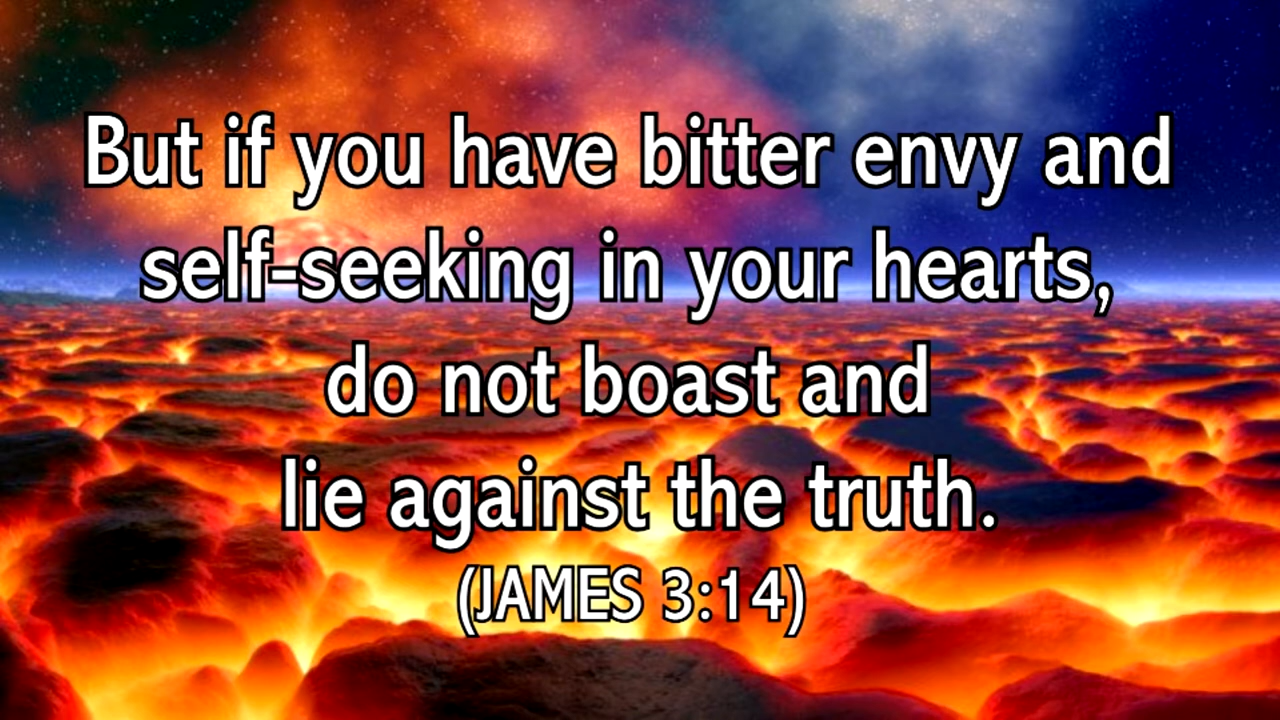 But if you have bitter envy and
self-seeking in your hearts,
do not boast and
lie against the truth.
(JAMES 3:14)